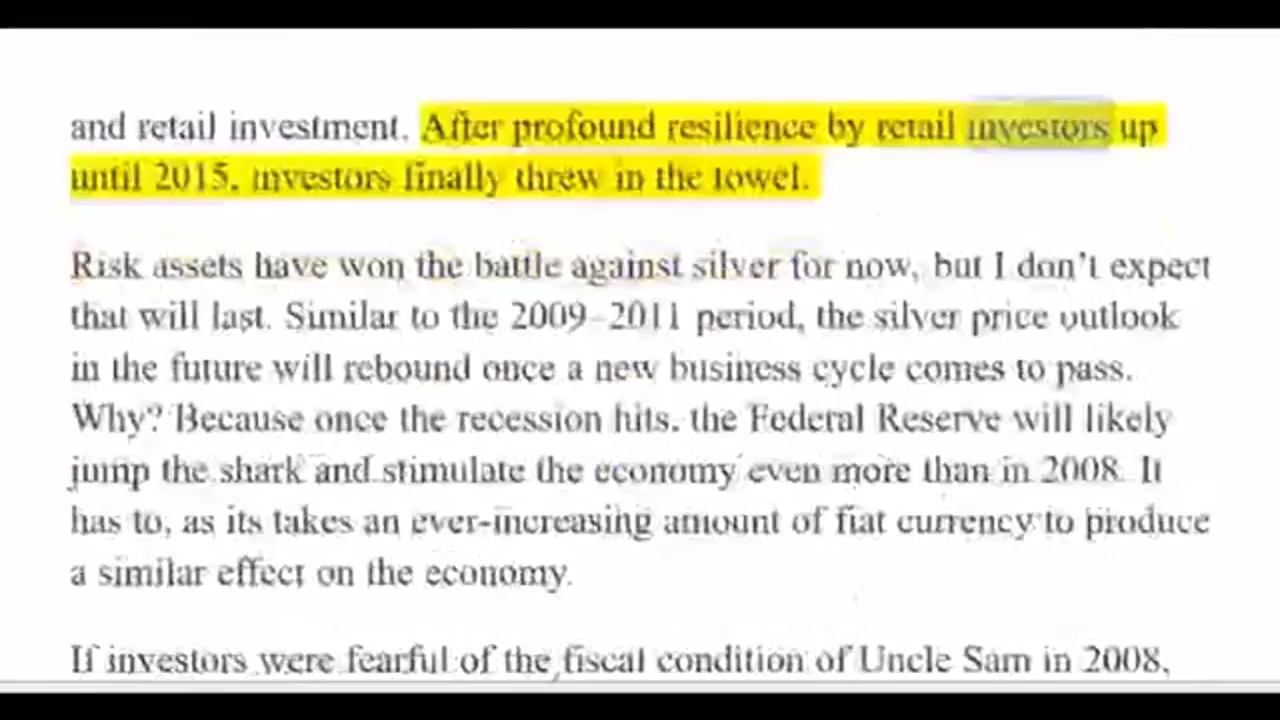 and retail investment. After profound resilience by retail investors up
until 2015, investors finally threw in the towel.
Risk assets have won the battle against silver for now, but I don't expect
that will last. Similar to the 2009–2011 period, the silver price outlook
in the future will rebound once a new business cycle comes to pass.
Why? Because once the recession hits, the Federal Reserve will likely
jump the shark and stimulate the economy even more than in 2008. It
has to, as its takes an ever-increasing amount of fiat currency to produce
a similar effect on the economy.
If investors were fearful of the fiscal condition of Uncle Sam in 2008,